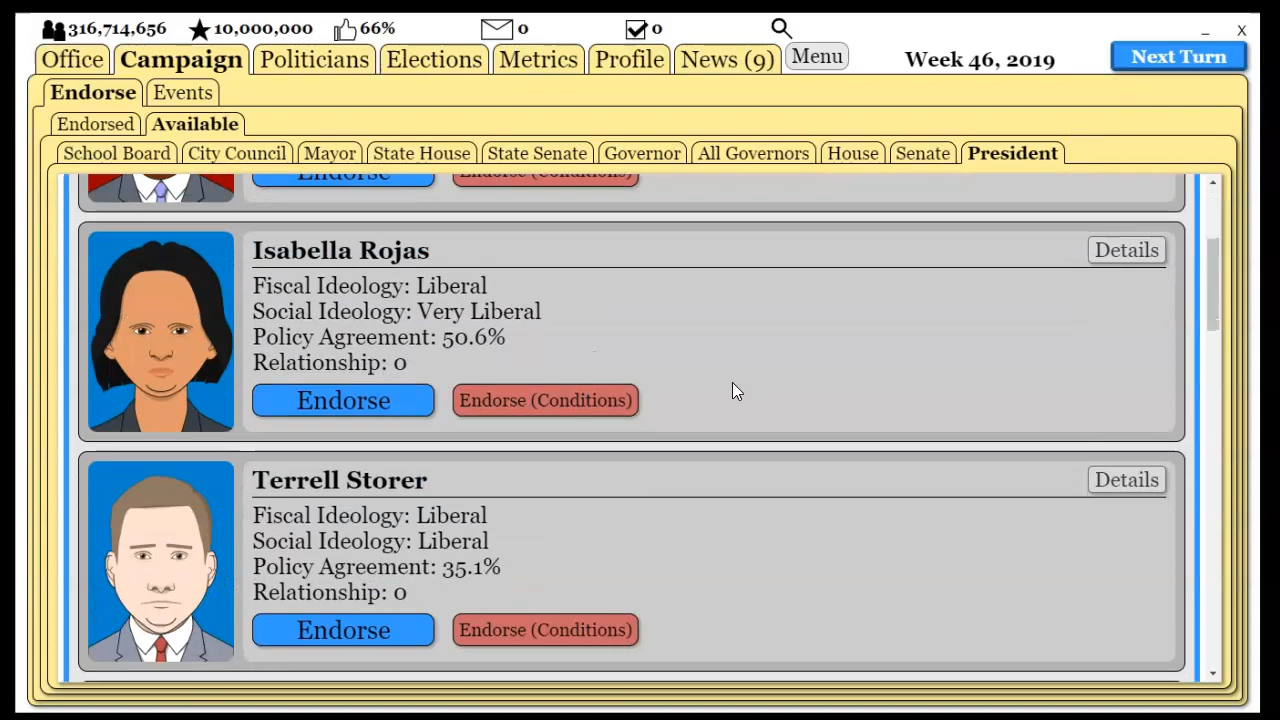 316,714,656 10,000,000 66% 0 0 _ X
Office Campaign Politicians Elections Metrics Profile News (9) Menu Week 46, 2019 Next Turn
Endorse Events
Endorsed Available
School Board City Council Mayor State House State Senate Governor All Governors House Senate President
Endorse Endorse (Conditions)
Isabella Rojas Details
Fiscal Ideology: Liberal
Social Ideology: Very Liberal
Policy Agreement: 50.6%
Relationship: 0
Endorse Endorse (Conditions)
Terrell Storer Details
Fiscal Ideology: Liberal
Social Ideology: Liberal
Policy Agreement: 35.1%
Relationship: 0
Endorse Endorse (Conditions)